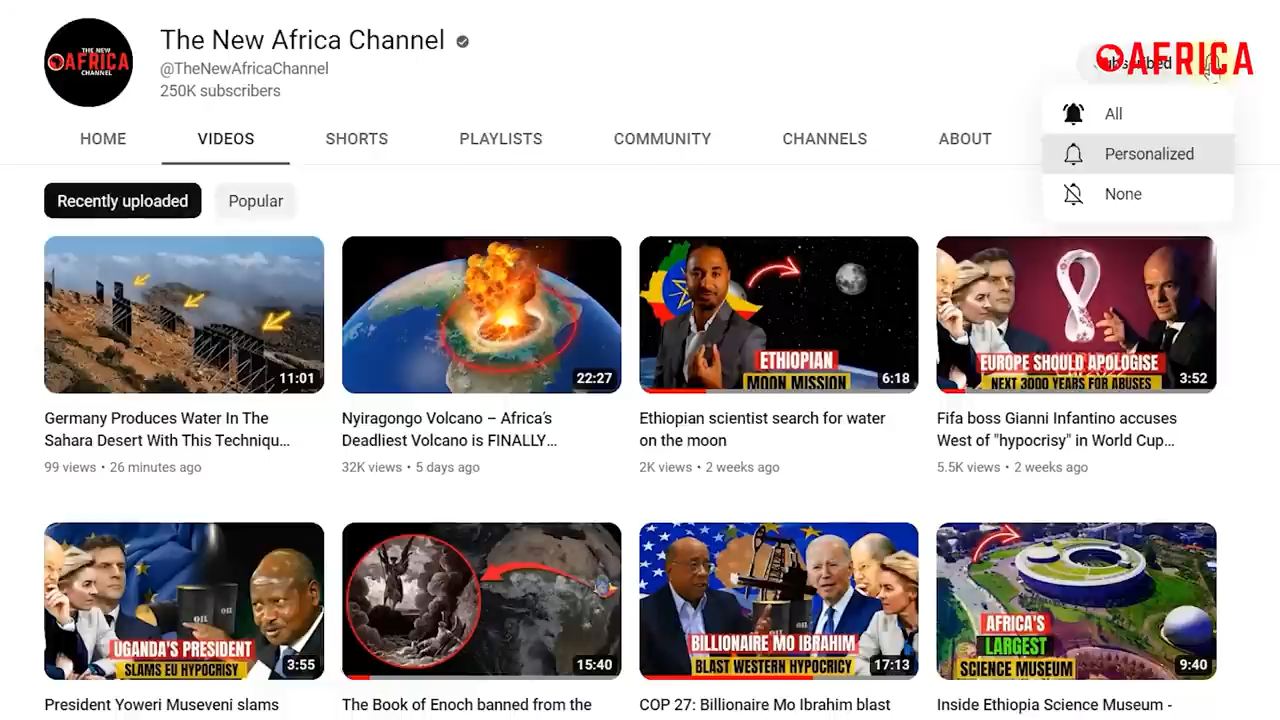 THE NEW
AFRICA
CHANNEL
The New Africa Channel
@TheNewAfricaChannel
250K subscribers
AFRICA
HOME
VIDEOS
SHORTS
PLAYLISTS
COMMUNITY
CHANNELS
ABOUT
All
Personalized
None
Recently uploaded
Popular
11:01
22:27
ETHIOPIAN
MOON MISSION
6:18
EUROPE SHOULD APOLOGISE
NEXT 3000 YEARS FOR ABUSES
3:52
Germany Produces Water In The
Sahara Desert With This Techniqu...
99 views • 26 minutes ago
Nyiragongo Volcano – Africa's
Deadliest Volcano is FINALLY...
32K views • 5 days ago
Ethiopian scientist search for water
on the moon
2K views • 2 weeks ago
Fifa boss Gianni Infantino accuses
West of "hypocrisy" in World Cup...
5.5K views • 2 weeks ago
OIL
OIL
UGANDA'S PRESIDENT
SLAMS EU HYPOCRISY
3:55
15:40
OIL
BILLIONAIRE MO IBRAHIM
BLAST WESTERN HYPOCRICY
17:13
AFRICA'S
LARGEST
SCIENCE MUSEUM
9:40
President Yoweri Museveni slams
The Book of Enoch banned from the
COP 27: Billionaire Mo Ibrahim blast
Inside Ethiopia Science Museum -